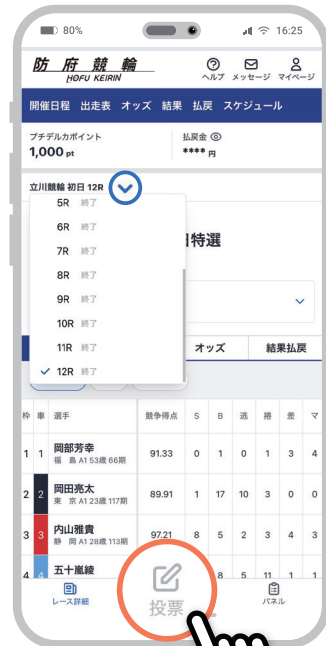 80%
16:25
防府競輪
HOFU KEIRIN
ヘルプ メッセージ マイページ
開催日程 出走表 オッズ 結果 払戻 スケジュール
プチデルカポイント 払戻金
1,000 pt **** 円
立川競輪 初日 12R
5R 終了
6R 終了
7R 終了
特選
8R 終了
9R 終了
10R 終了
11R 終了
オッズ 結果払戻
12R 終了
枠 車 選手 競争得点 S B 逃 捲 差 マ
1 1 岡部芳幸 91.33 0 1 0 1 3 4
福 島 A1 53歳 66期
2 2 岡田亮太 89.91 1 17 10 3 0 0
東 京 A1 23歳 117期
3 3 内山雅貴 97.21 8 5 2 3 4 3
静 岡 A1 28歳 113期
4 4 五十嵐綾 8 5 11 1 1
レース詳細 投票 パネル